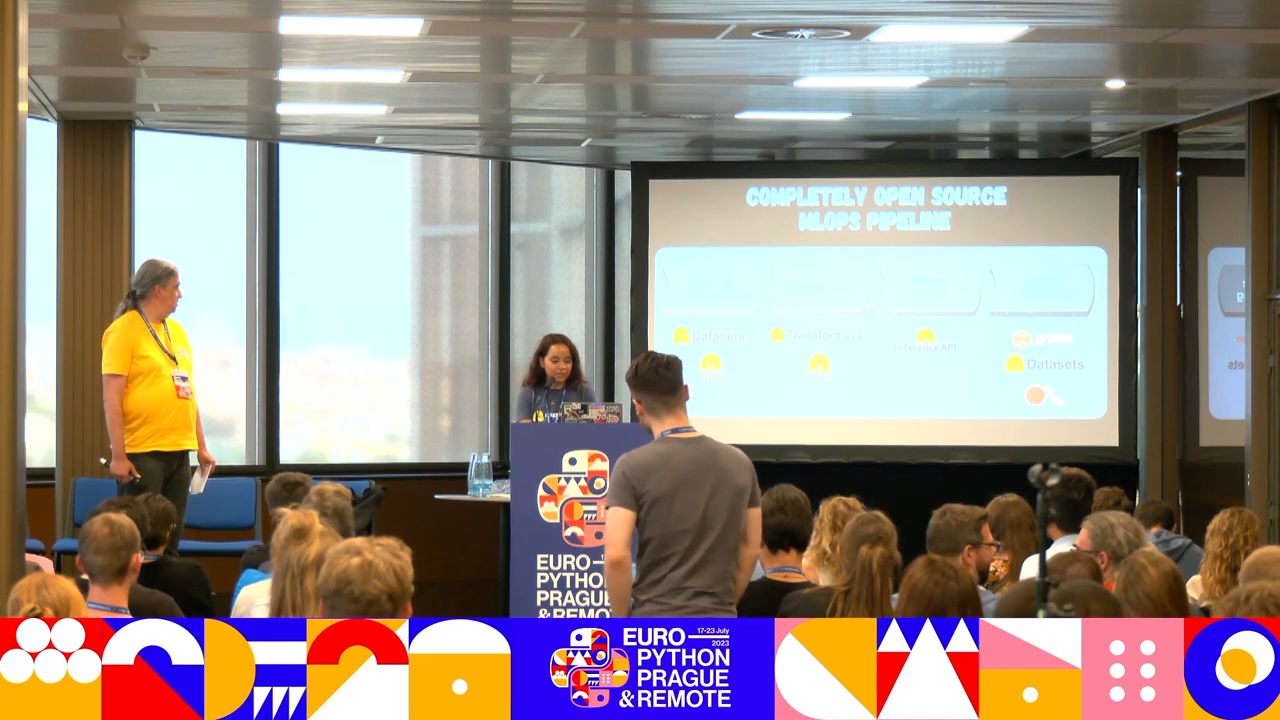 COMPLETELY OPEN SOURCE
MLOPS PIPELINE
Datasets
Transformers
Inference API
gradio
Datasets
EURO
PYTHON
PRAGUE
& REMOTE
17-23 July
2023
EURO
PYTHON
PRAGUE
& REMOTE